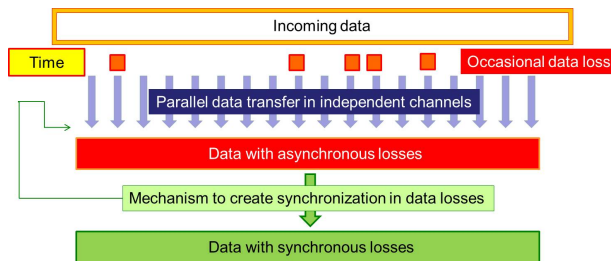 Incoming data
Time
Occasional data loss
Parallel data transfer in independent channels
Data with asynchronous losses
Mechanism to create synchronization in data losses
Data with synchronous losses